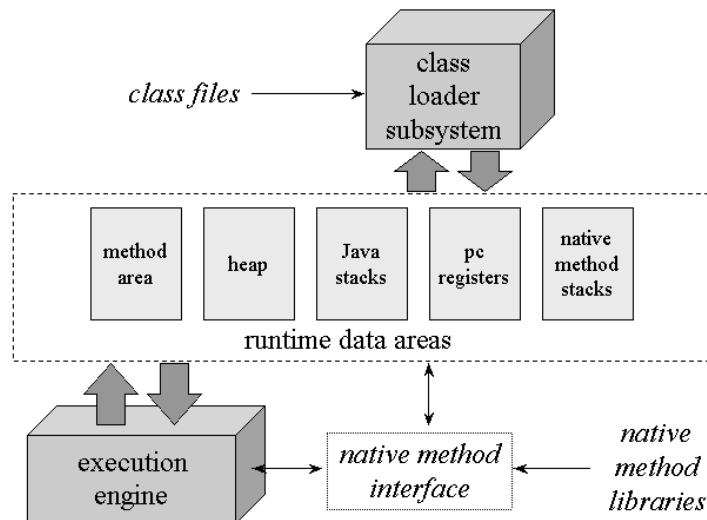 class
loader
subsystem
class files
method
area
heap
Java
stacks
pc
registers
native
method
stacks
runtime data areas
execution
engine
native method
interface
native
method
libraries